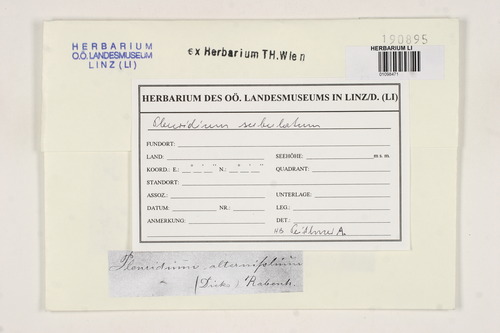 190895
HERBARIUM
O.Ö. LANDESMUSEUM
LINZ (LI)
ex Herbarium TH.Wien
HERBARIUM LI
01098471
HERBARIUM DES OÖ. LANDESMUSEUMS IN LINZ/D. (LI)
Pleuridium subulatum
FUNDORT:
LAND: SEEHÖHE: m s. m.
KOORD.: E.: ° ' " N.: ° ' " QUADRANT:
STANDORT:
ASSOZ.: UNTERLAGE:
DATUM: NR.: LEG.:
ANMERKUNG: DET.:
Pleuridium alternifolium
(Dicks.) Rabenh.